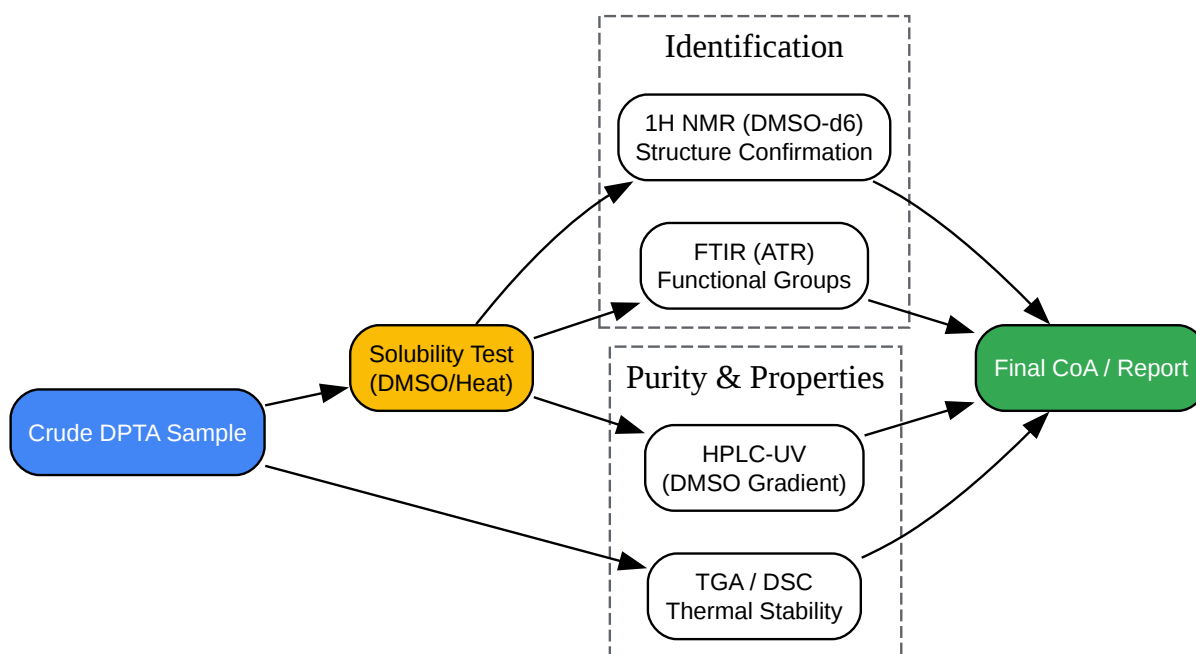 Identification
1H NMR (DMSO-d6)
Structure Confirmation
FTIR (ATR)
Functional Groups
Solubility Test
(DMSO/Heat)
Final CoA / Report
Purity & Properties
Crude DPTA Sample
HPLC-UV
(DMSO Gradient)
TGA / DSC
Thermal Stability